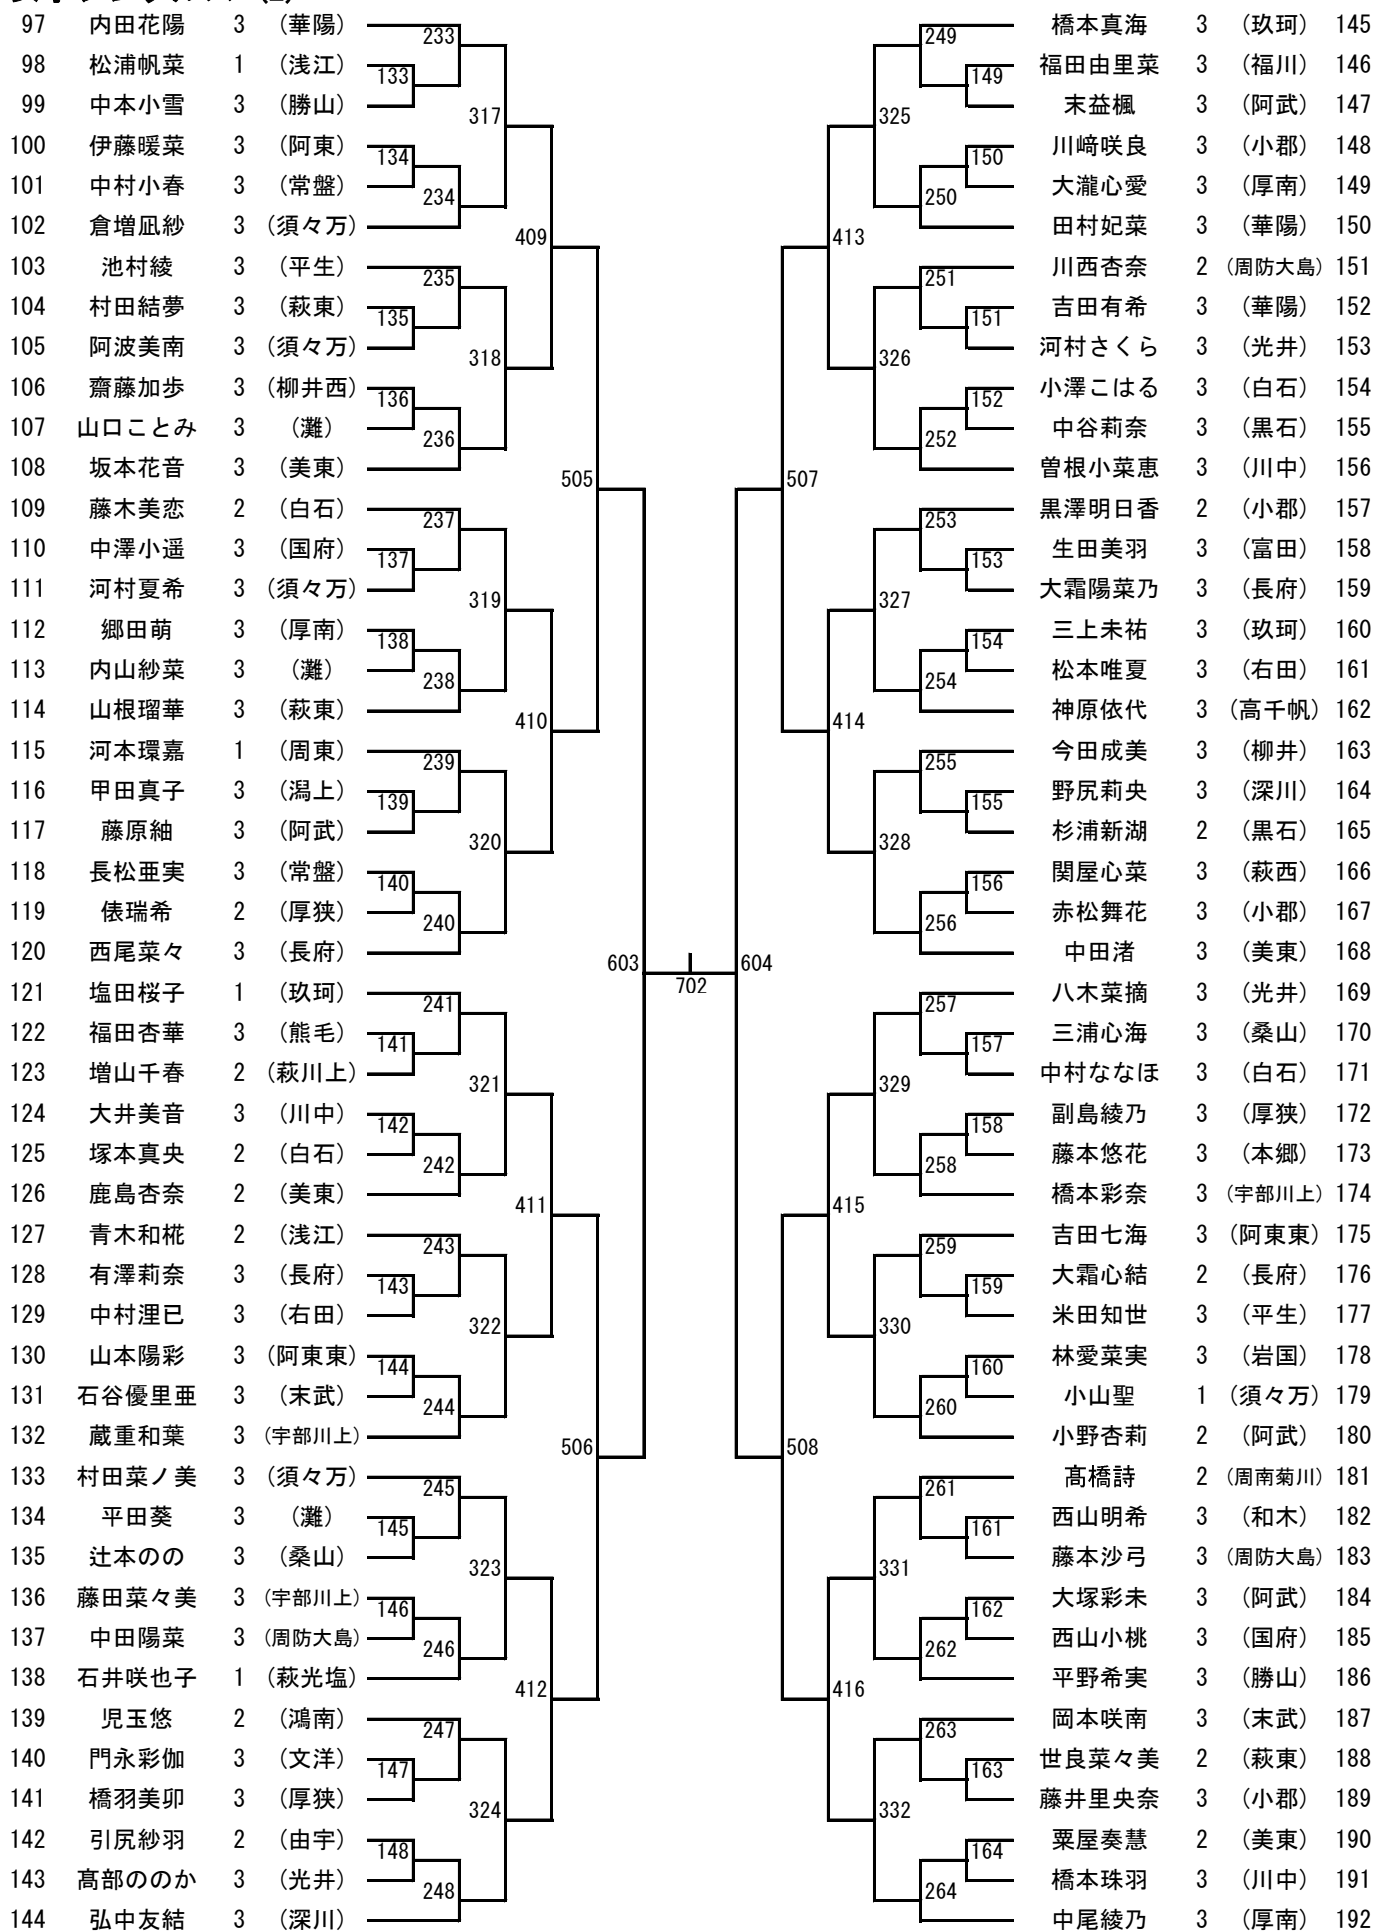 97 内田花陽 3 (華陽) 233 249 橋本真海 3 (玖珂) 145
98 松浦帆菜 1 (浅江) 133 149 福田由里菜 3 (福川) 146
99 中本小雪 3 (勝山) 317 325 末益楓 3 (阿武) 147
100 伊藤暖菜 3 (阿東) 134 150 川﨑咲良 3 (小郡) 148
101 中村小春 3 (常盤) 234 250 大瀧心愛 3 (厚南) 149
102 倉増凪紗 3 (須々万) 409 413 田村妃菜 3 (華陽) 150
103 池村綾 3 (平生) 235 251 川西杏奈 2 (周防大島) 151
104 村田結夢 3 (萩東) 135 151 吉田有希 3 (華陽) 152
105 阿波美南 3 (須々万) 318 326 河村さくら 3 (光井) 153
106 齋藤加歩 3 (柳井西) 136 152 小澤こはる 3 (白石) 154
107 山口ことみ 3 (灘) 236 252 中谷莉奈 3 (黒石) 155
108 坂本花音 3 (美東) 505 507 曽根小菜恵 3 (川中) 156
109 藤木美恋 2 (白石) 237 253 黒澤明日香 2 (小郡) 157
110 中澤小遥 3 (国府) 137 153 生田美羽 3 (富田) 158
111 河村夏希 3 (須々万) 319 327 大霜陽菜乃 3 (長府) 159
112 郷田萌 3 (厚南) 138 154 三上未祐 3 (玖珂) 160
113 内山紗菜 3 (灘) 238 254 松本唯夏 3 (右田) 161
114 山根瑠華 3 (萩東) 410 414 神原依代 3 (高千帆) 162
115 河本環嘉 1 (周東) 239 255 今田成美 3 (柳井) 163
116 甲田真子 3 (潟上) 139 155 野尻莉央 3 (深川) 164
117 藤原紬 3 (阿武) 320 328 杉浦新湖 2 (黒石) 165
118 長松亜実 3 (常盤) 140 156 関屋心菜 3 (萩西) 166
119 俵瑞希 2 (厚狭) 240 256 赤松舞花 3 (小郡) 167
120 西尾菜々 3 (長府) 603 702 604 中田渚 3 (美東) 168
121 塩田桜子 1 (玖珂) 241 257 八木菜摘 3 (光井) 169
122 福田杏華 3 (熊毛) 141 157 三浦心海 3 (桑山) 170
123 増山千春 2 (萩川上) 321 329 中村ななほ 3 (白石) 171
124 大井美音 3 (川中) 142 158 副島綾乃 3 (厚狭) 172
125 塚本真央 2 (白石) 242 258 藤本悠花 3 (本郷) 173
126 鹿島杏奈 2 (美東) 411 415 橋本彩奈 3 (宇部川上) 174
127 青木和椛 2 (浅江) 243 259 吉田七海 3 (阿東東) 175
128 有澤莉奈 3 (長府) 143 159 大霜心結 2 (長府) 176
129 中村浬已 3 (右田) 322 330 米田知世 3 (平生) 177
130 山本陽彩 3 (阿東東) 144 160 林愛菜実 3 (岩国) 178
131 石谷優里亜 3 (末武) 244 260 小山聖 1 (須々万) 179
132 蔵重和葉 3 (宇部川上) 506 508 小野杏莉 2 (阿武) 180
133 村田菜ノ美 3 (須々万) 245 261 髙橋詩 2 (周南菊川) 181
134 平田葵 3 (灘) 145 161 西山明希 3 (和木) 182
135 辻本のの 3 (桑山) 323 331 藤本沙弓 3 (周防大島) 183
136 藤田菜々美 3 (宇部川上) 146 162 大塚彩未 3 (阿武) 184
137 中田陽菜 3 (周防大島) 246 262 西山小桃 3 (国府) 185
138 石井咲也子 1 (萩光塩) 412 416 平野希実 3 (勝山) 186
139 児玉悠 2 (鴻南) 247 263 岡本咲南 3 (末武) 187
140 門永彩伽 3 (文洋) 147 163 世良菜々美 2 (萩東) 188
141 橋羽美卯 3 (厚狭) 324 332 藤井里央奈 3 (小郡) 189
142 引尻紗羽 2 (由宇) 148 164 粟屋奏慧 2 (美東) 190
143 髙部ののか 3 (光井) 248 264 橋本珠羽 3 (川中) 191
144 弘中友結 3 (深川) 中尾綾乃 3 (厚南) 192